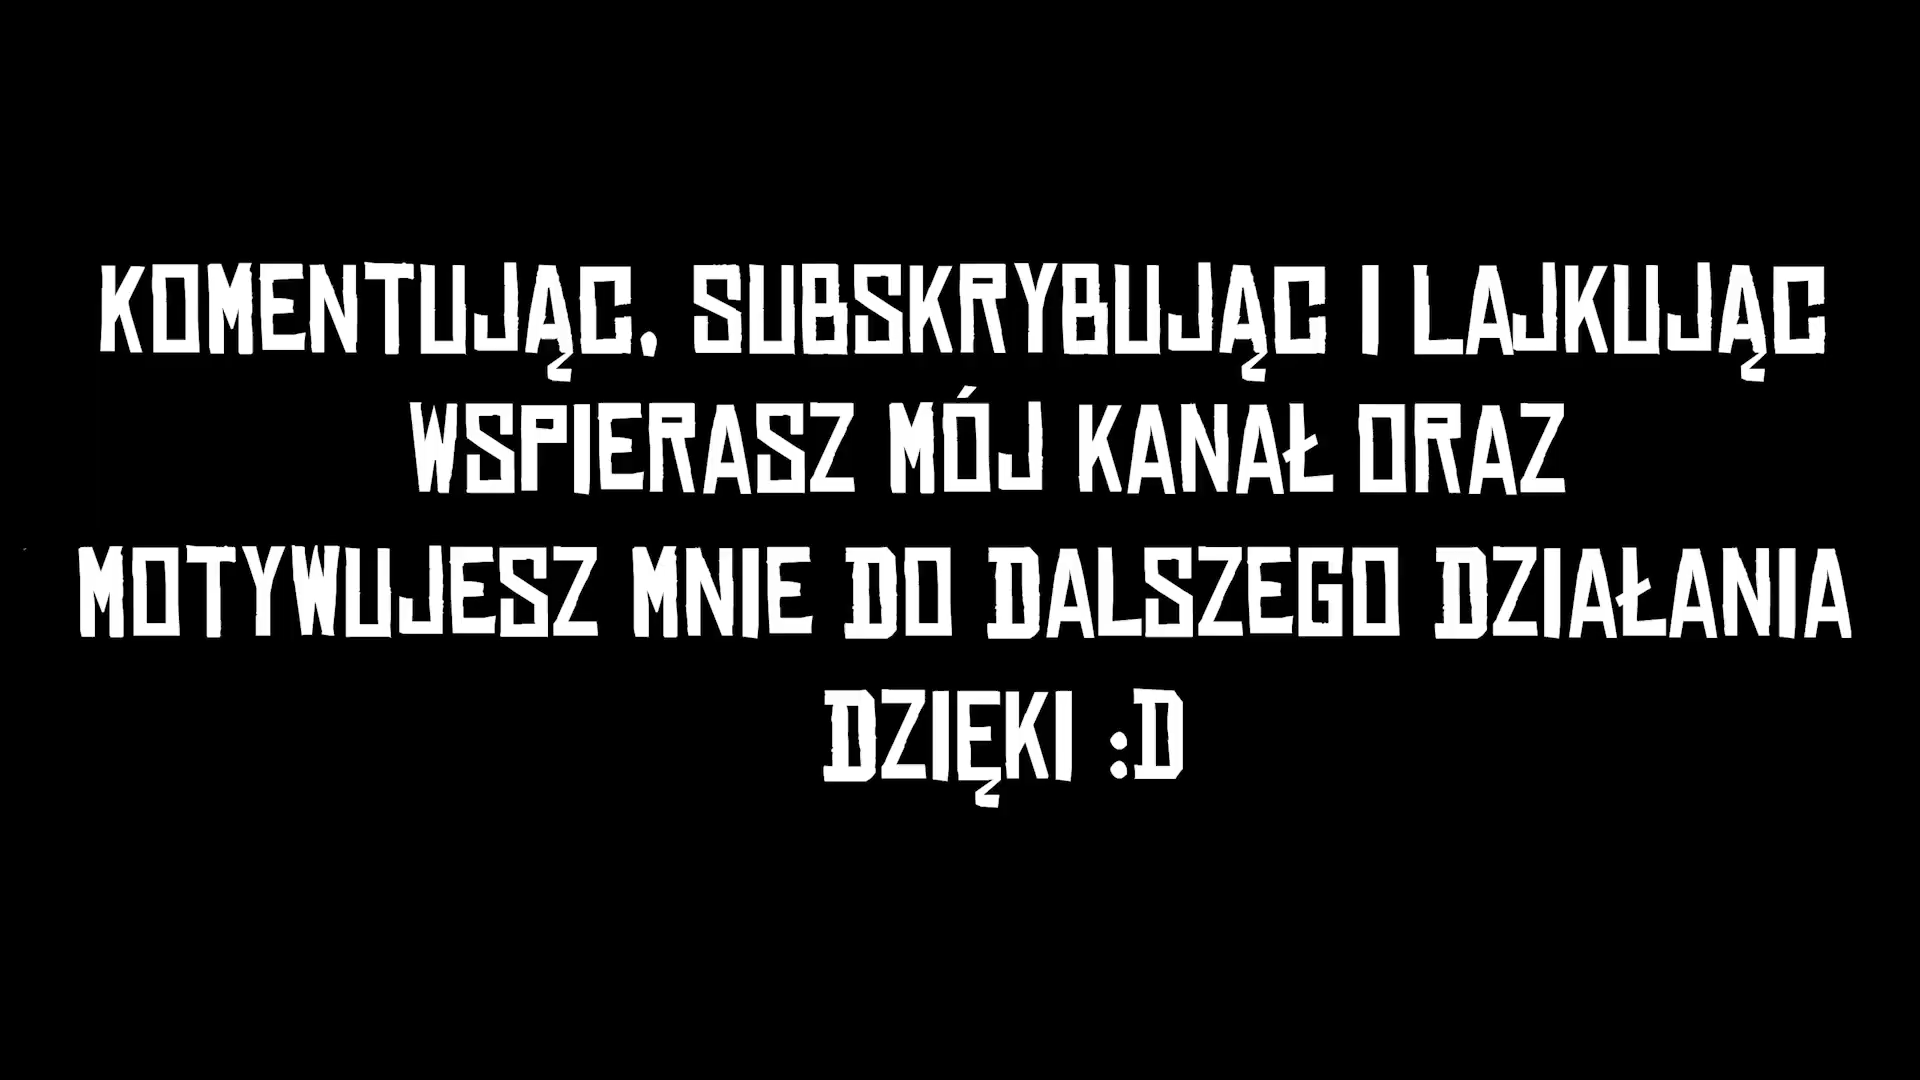 KOMENTUJĄC, SUBSKRYBUJĄC I LAJKUJĄC
WSPIERASZ MÓJ KANAŁ ORAZ
MOTYWUJESZ MNIE DO DALSZEGO DZIAŁANIA
DZIĘKI :D